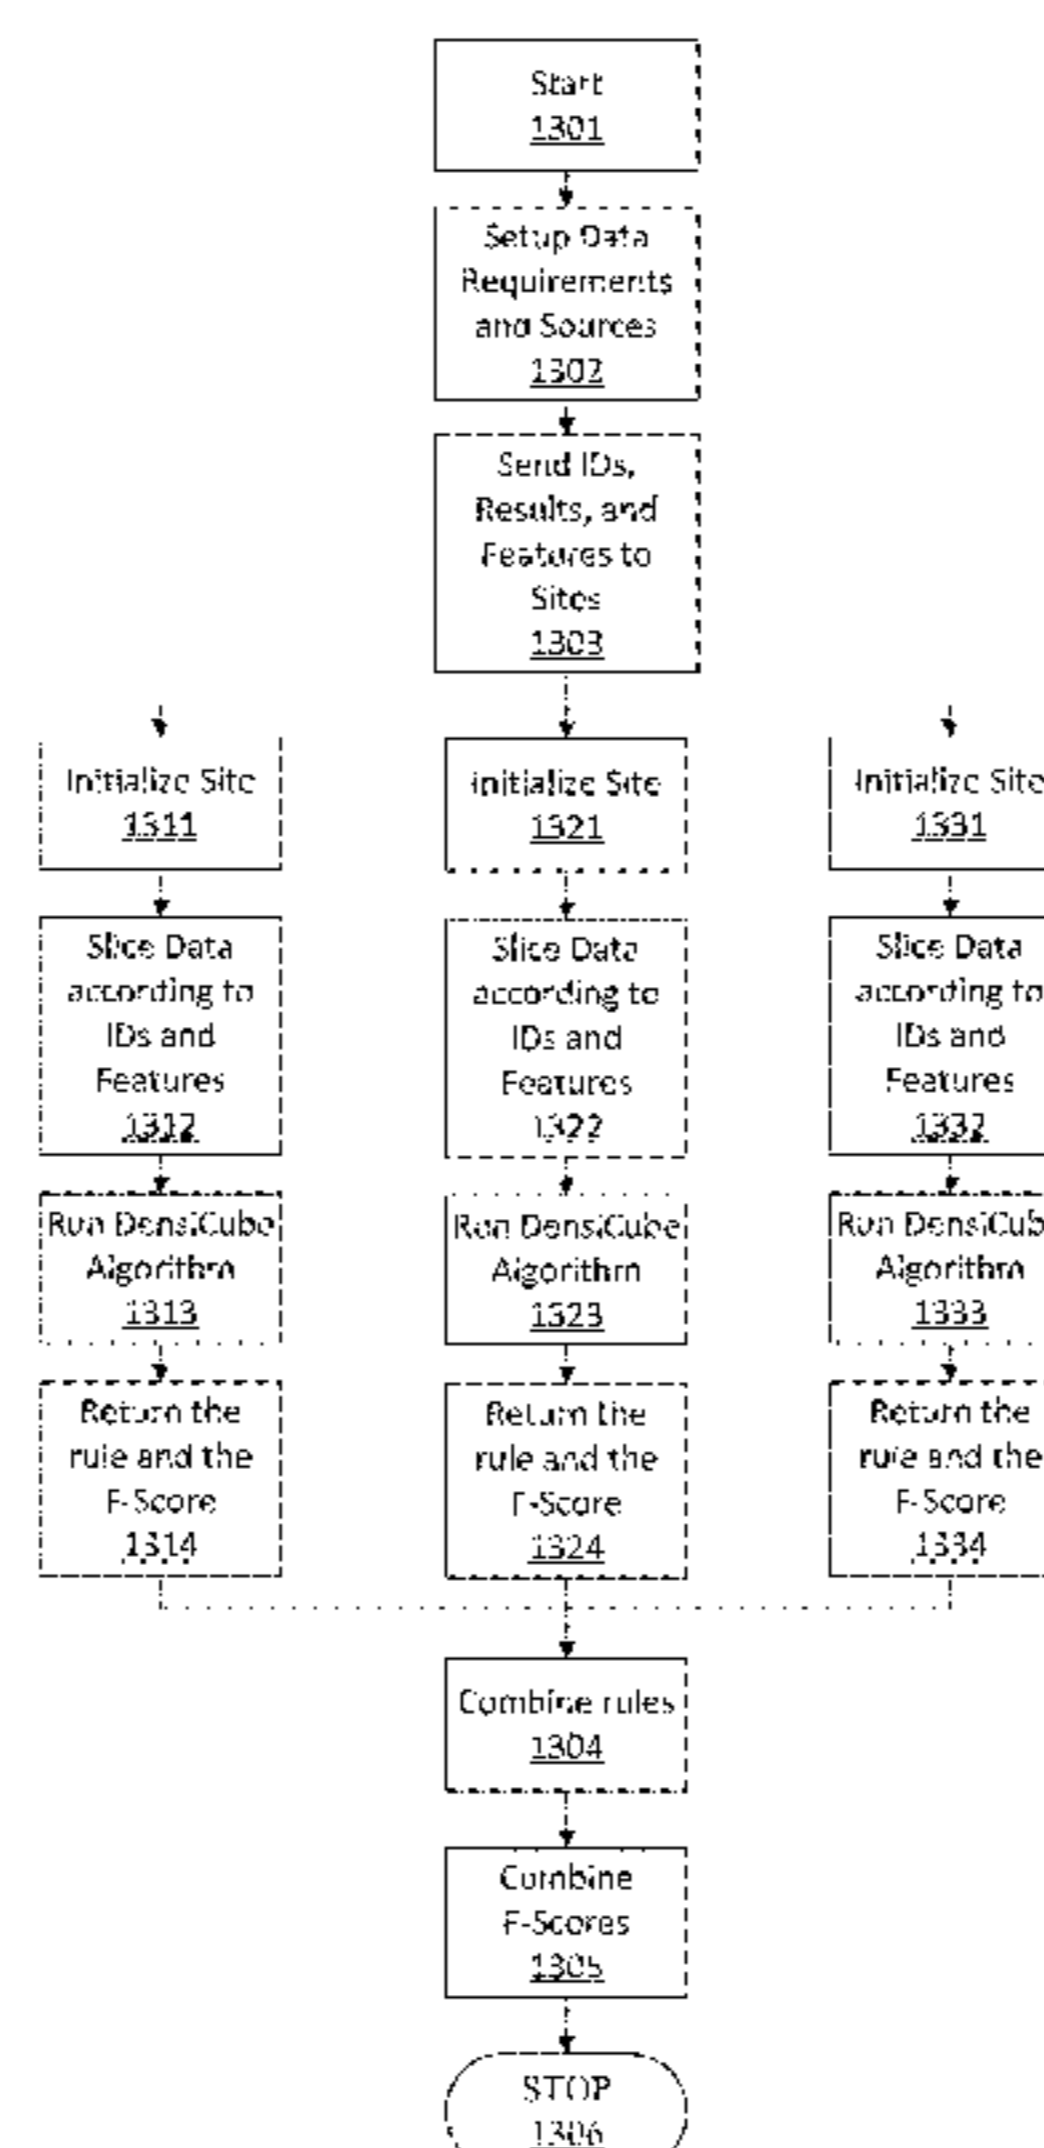 Start
1301
Setup Data
Requirements
and Sources
1302
Send IDs,
Results, and
Features to
Sites
1303
Initialize Site
1311
Slice Data
according to
IDs and
Features
1312
Run DensiCube
Algorithm
1313
Return the
rule and the
F-Score
1314
Initialize Site
1321
Slice Data
according to
IDs and
Features
1322
Run DensiCube
Algorithm
1323
Return the
rule and the
F-Score
1324
Initialize Site
1331
Slice Data
according to
IDs and
Features
1332
Run DensiCub
Algorithm
1333
Return the
rule and the
F-Score
1334
Combine rules
1304
Combine
F-Scores
1305
STOP
1306